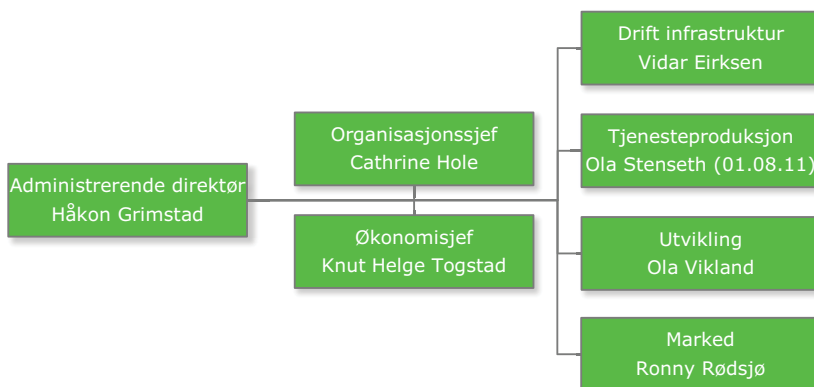 Administrerende direktør
Håkon Grimstad
Organisasjonssjef
Cathrine Hole
Økonomisjef
Knut Helge Togstad
Drift infrastruktur
Vidar Eirksen
Tjenesteproduksjon
Ola Stenseth (01.08.11)
Utvikling
Ola Vikland
Marked
Ronny Rødsjø